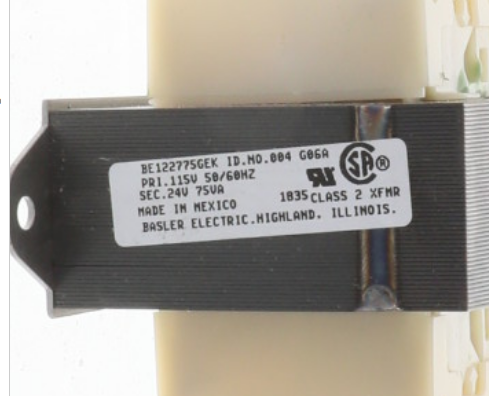 BE122775GEK ID.NO.004 G06A
PRI.115V 50/60HZ
SEC.24V 75VA
1835 CLASS 2 XFMR
MADE IN MEXICO
BASLER ELECTRIC.HIGHLAND. ILLINOIS.